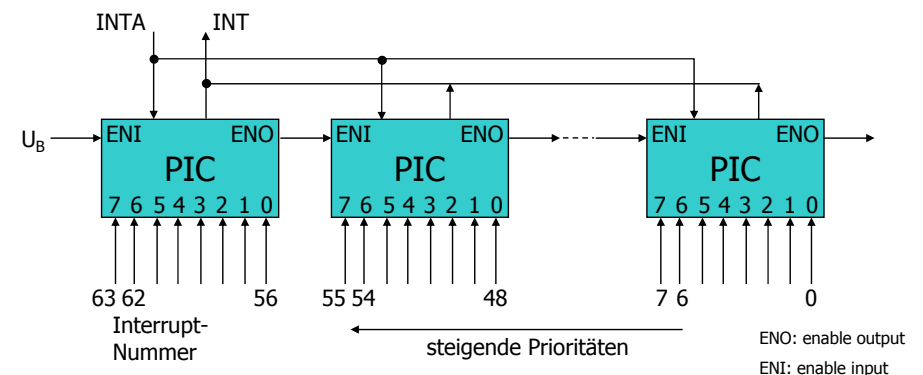 INTA INT
U_B ENI ENO ENI ENO ENI ENO
PIC PIC PIC
7 6 5 4 3 2 1 0 7 6 5 4 3 2 1 0 7 6 5 4 3 2 1 0
63 62 56 55 54 48 7 6 0
Interrupt-
Nummer
steigende Prioritäten
ENO: enable output
ENI: enable input